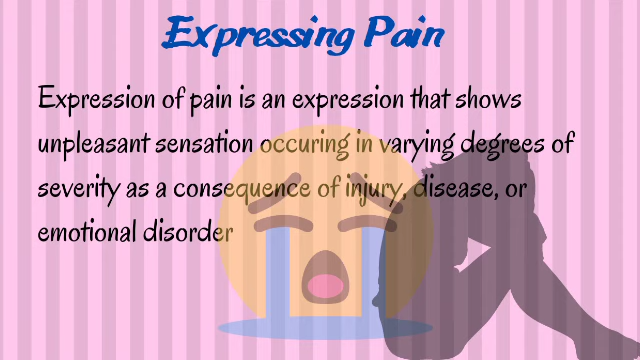 Expressing Pain
Expression of pain is an expression that shows
unpleasant sensation occuring in varying degrees of
severity as a consequence of injury, disease, or
emotional disorder